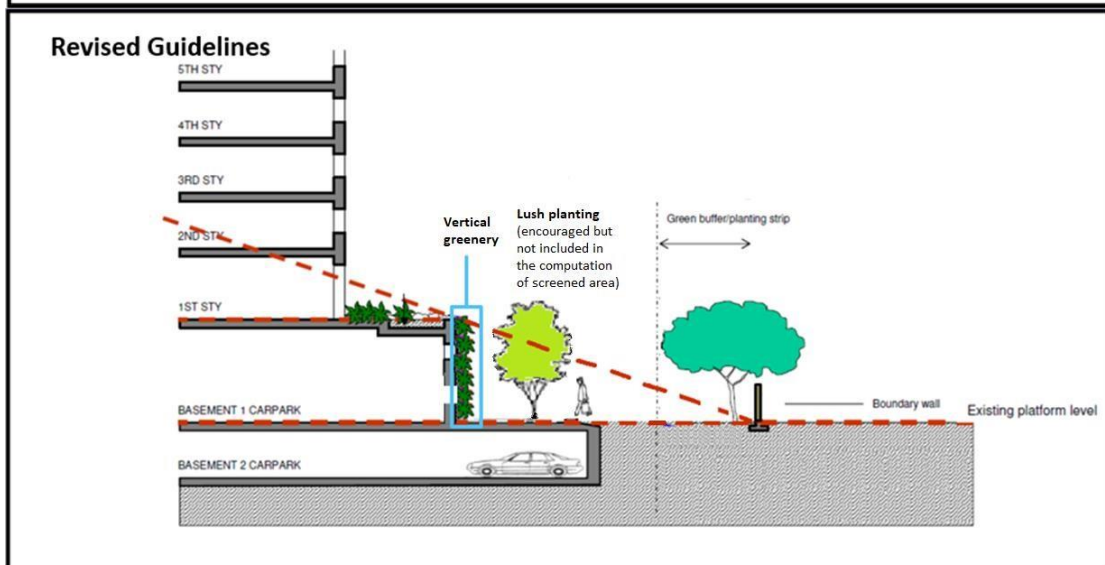 Revised Guidelines
5TH STY
4TH STY
3RD STY
2ND STY
1ST STY
BASEMENT 1 CARPARK
BASEMENT 2 CARPARK
Vertical
greenery
Lush planting
(encouraged but
not included in
the computation
of screened area)
Green buffer/planting strip
Boundary wall
Existing platform level